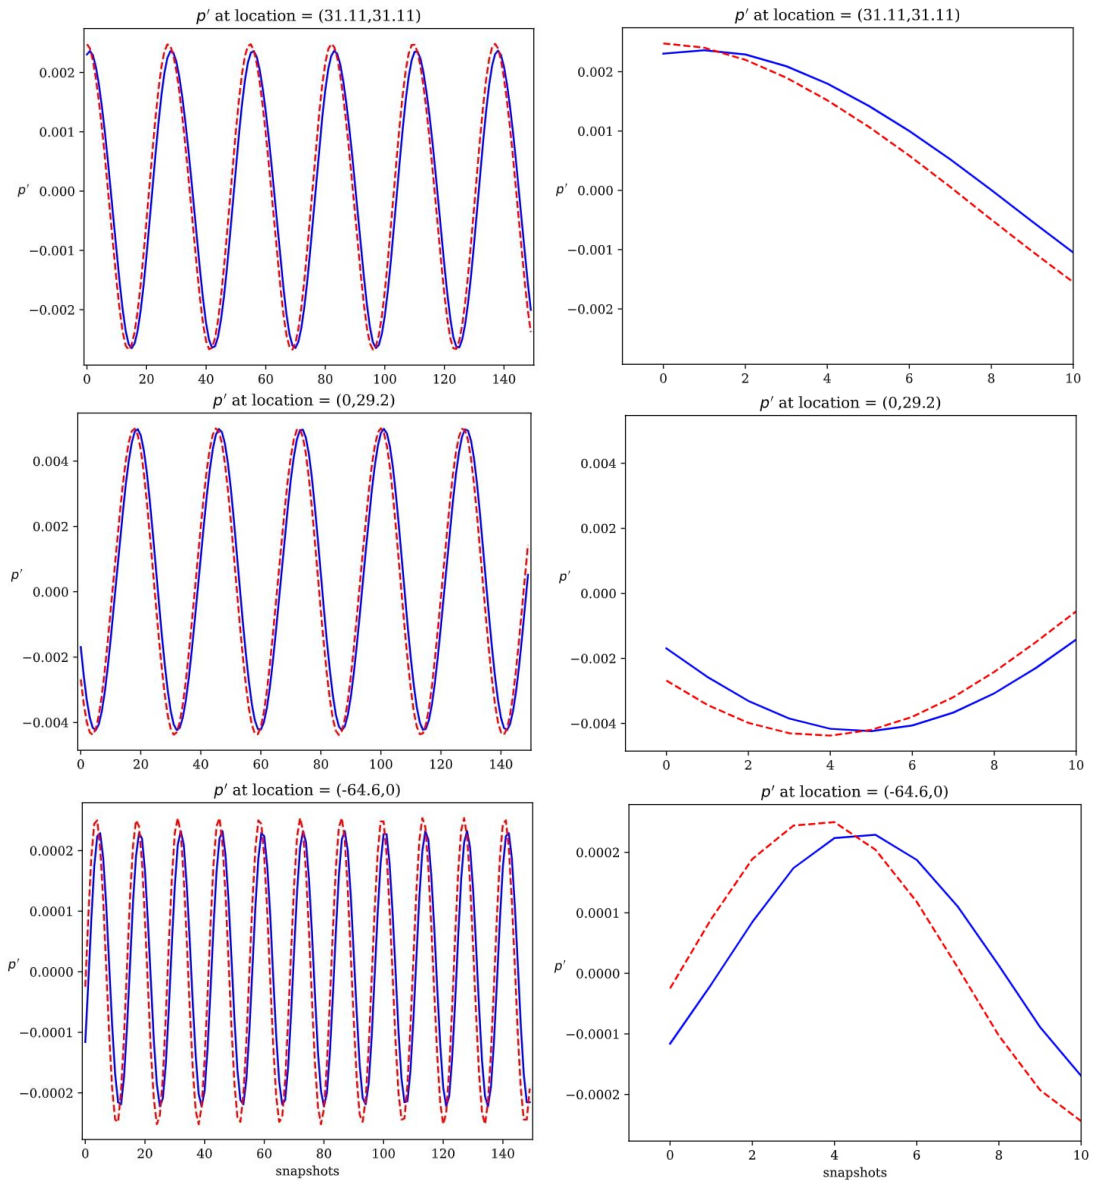 p′ at location = (31.11,31.11)
p′ at location = (31.11,31.11)
0.002
0.001
p′ 0.000
−0.001
−0.002
0 20 40 60 80 100 120 140
0.002
0.001
p′ 0.000
−0.001
−0.002
0 2 4 6 8 10
p′ at location = (0,29.2)
p′ at location = (0,29.2)
0.004
0.002
p′ 0.000
−0.002
−0.004
0 20 40 60 80 100 120 140
0.004
0.002
p′ 0.000
−0.002
−0.004
0 2 4 6 8 10
p′ at location = (-64.6,0)
p′ at location = (-64.6,0)
0.0002
0.0001
p′ 0.0000
−0.0001
−0.0002
0 20 40 60 80 100 120 140
snapshots
0.0002
0.0001
p′ 0.0000
−0.0001
−0.0002
0 2 4 6 8 10
snapshots